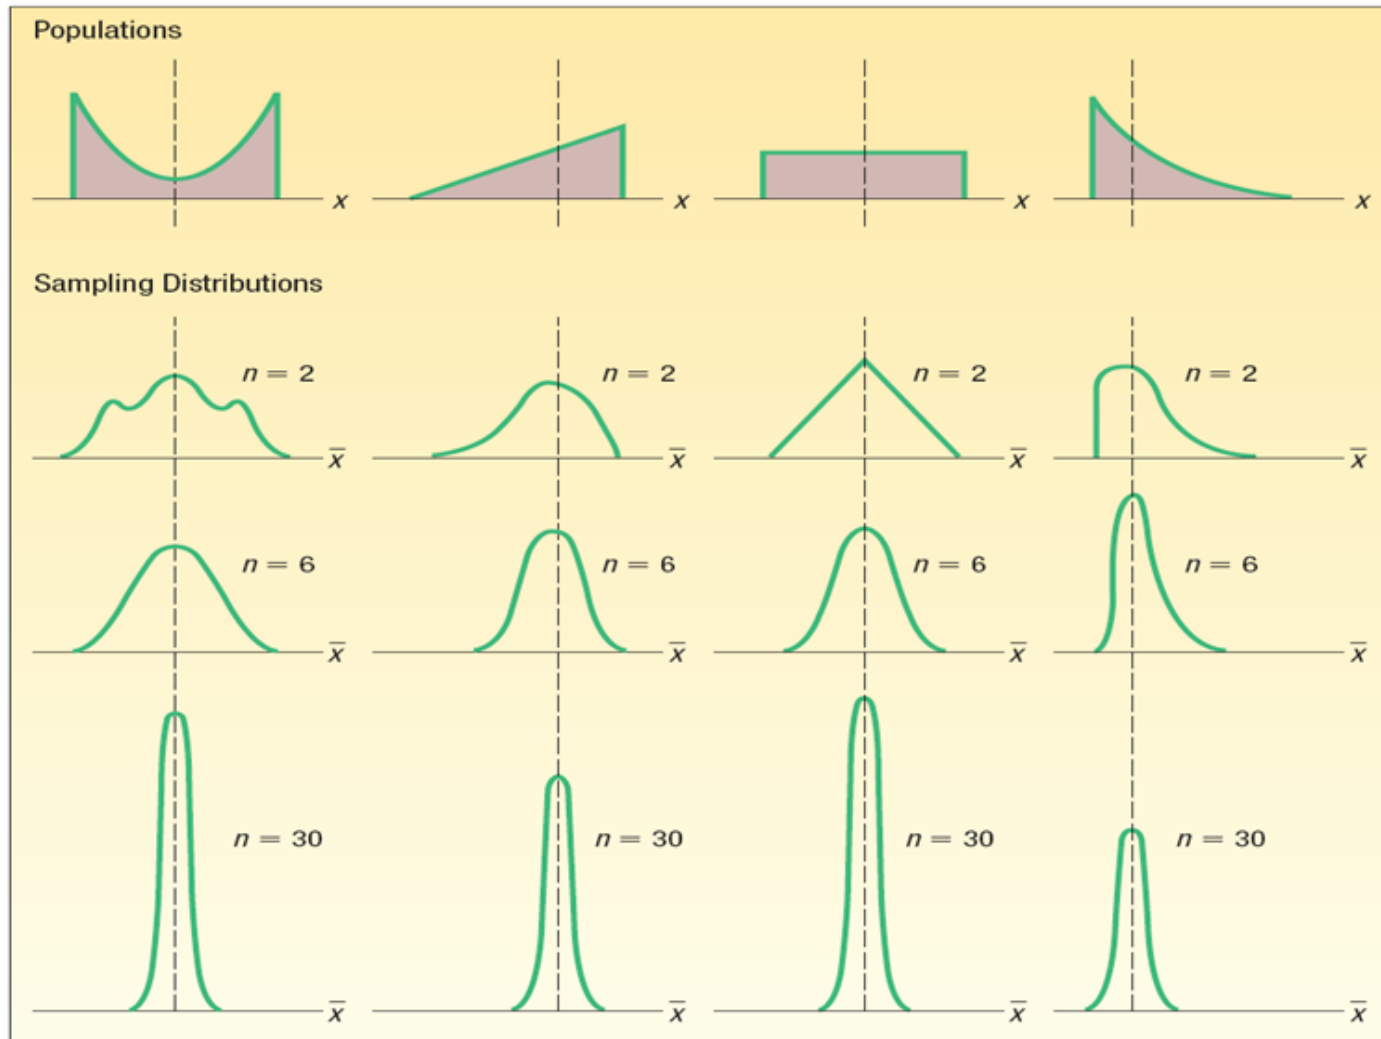 Populations
x x x x
Sampling Distributions
n = 2 n = 2 n = 2 n = 2
x̅ x̅ x̅ x̅
n = 6 n = 6 n = 6 n = 6
x̅ x̅ x̅ x̅
n = 30 n = 30 n = 30 n = 30
x̅ x̅ x̅ x̅